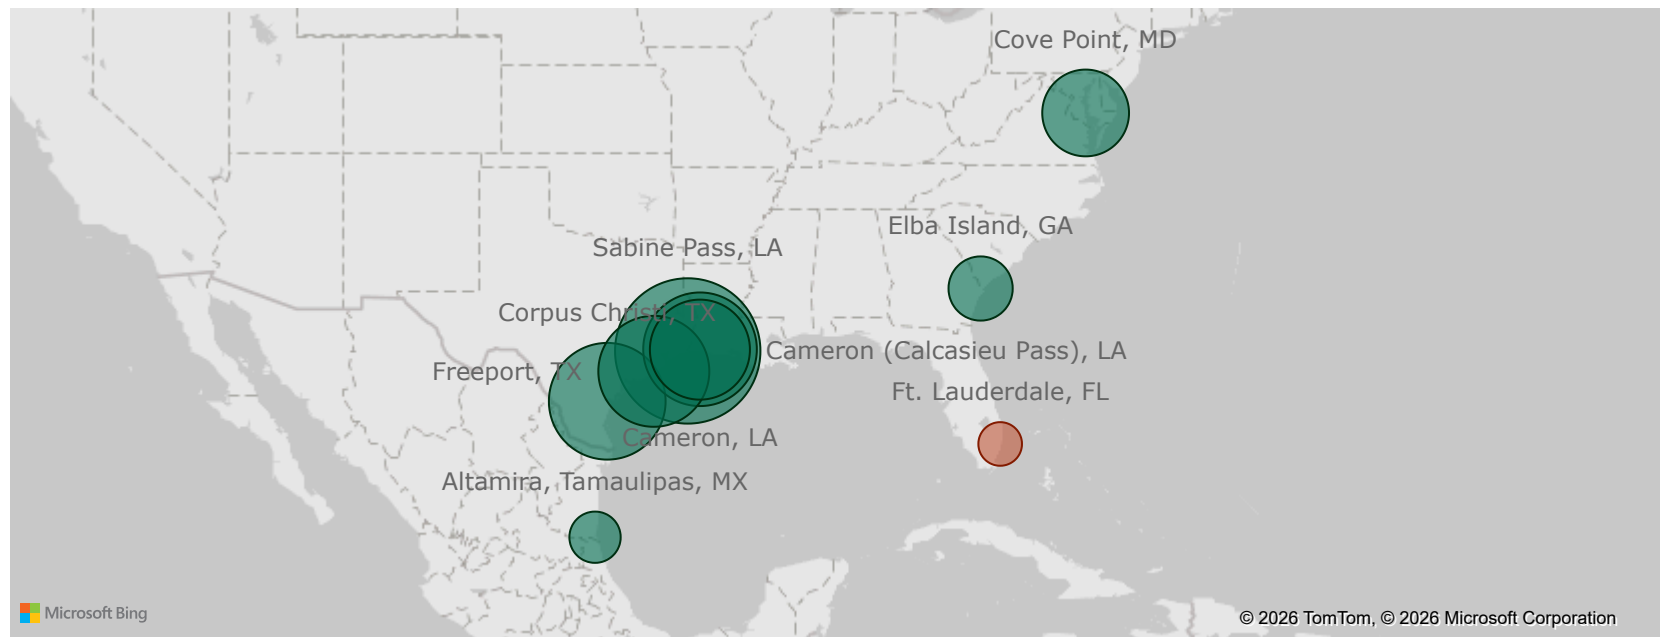 Cove Point, MD
Elba Island, GA
Sabine Pass, LA
Corpus Christi, TX
Cameron (Calcasieu Pass), LA
Freeport, TX
Ft. Lauderdale, FL
Cameron, LA
Altamira, Tamaulipas, MX
Microsoft Bing
© 2026 TomTom, © 2026 Microsoft Corporation